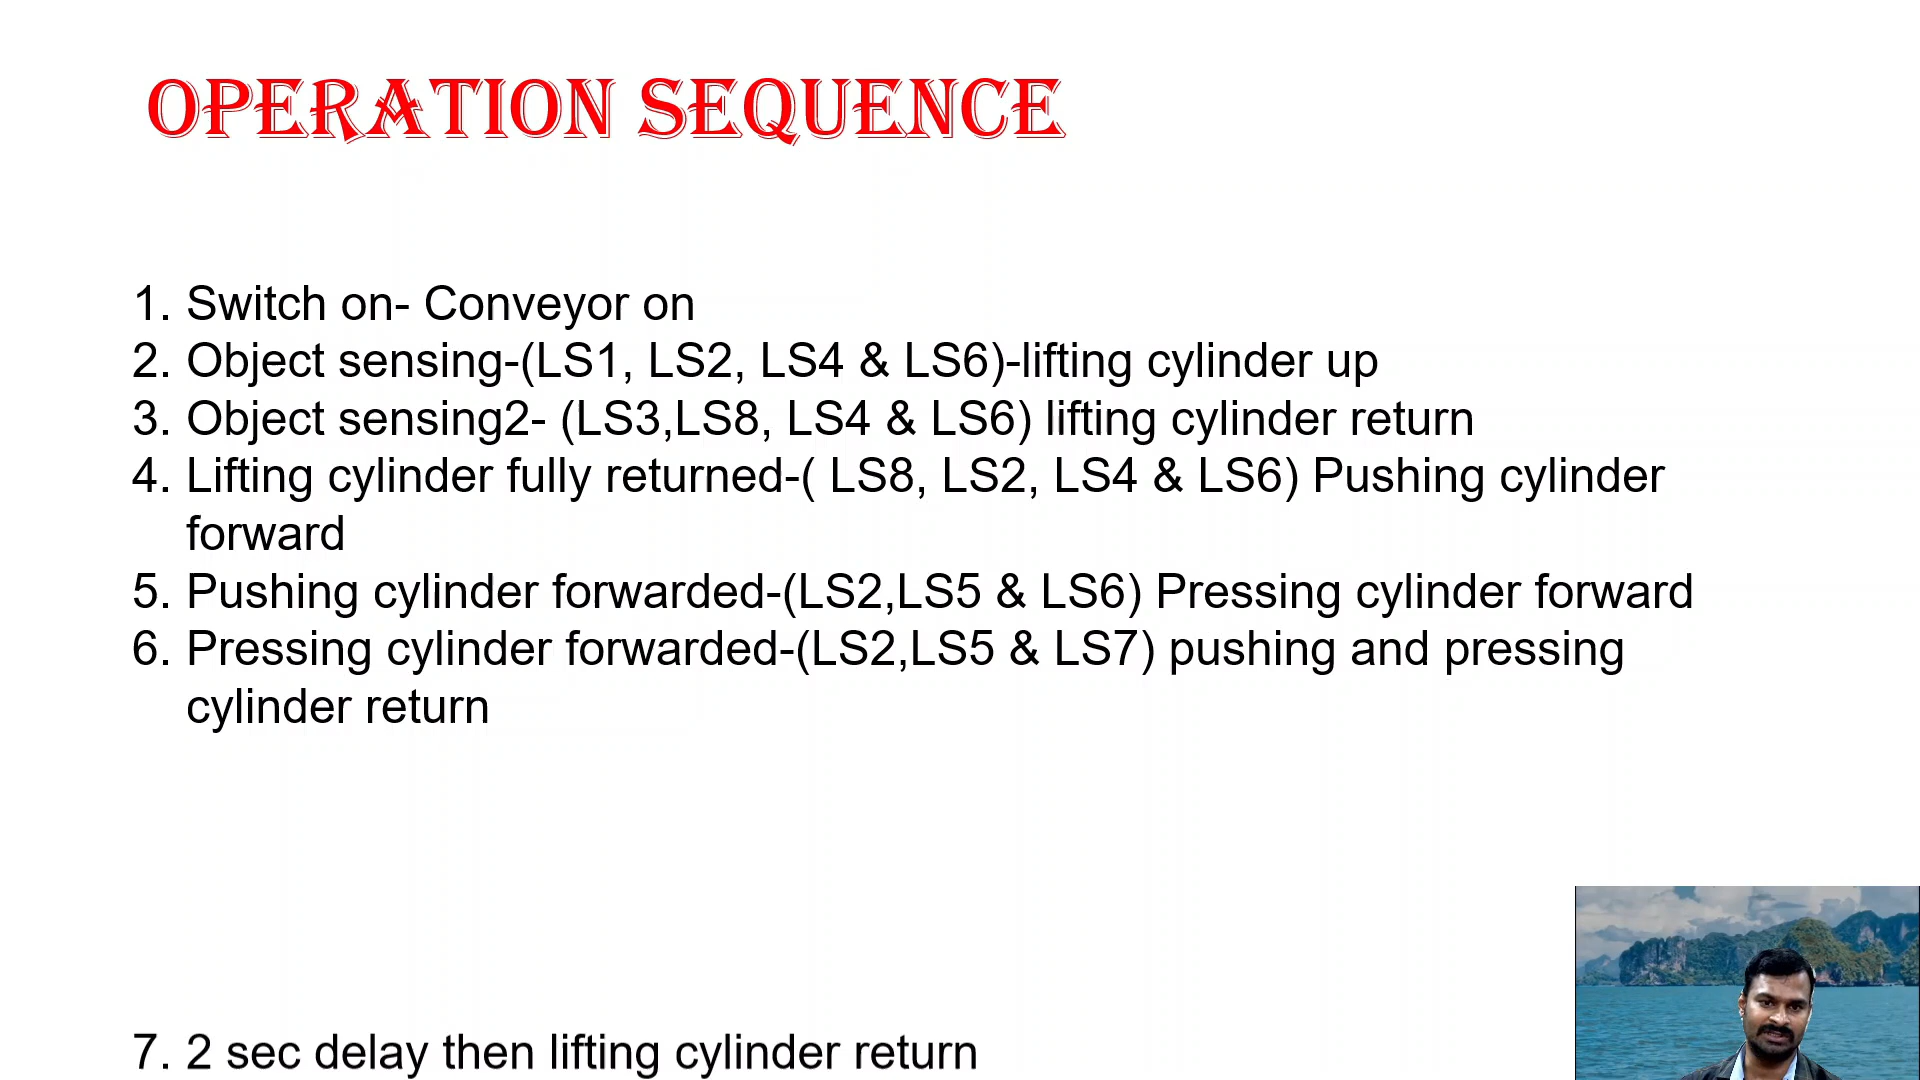 OPERATION SEQUENCE
1. Switch on- Conveyor on
2. Object sensing-(LS1, LS2, LS4 & LS6)-lifting cylinder up
3. Object sensing2- (LS3,LS8, LS4 & LS6) lifting cylinder return
4. Lifting cylinder fully returned-( LS8, LS2, LS4 & LS6) Pushing cylinder
forward
5. Pushing cylinder forwarded-(LS2,LS5 & LS6) Pressing cylinder forward
6. Pressing cylinder forwarded-(LS2,LS5 & LS7) pushing and pressing
cylinder return
7. 2 sec delay then lifting cylinder return